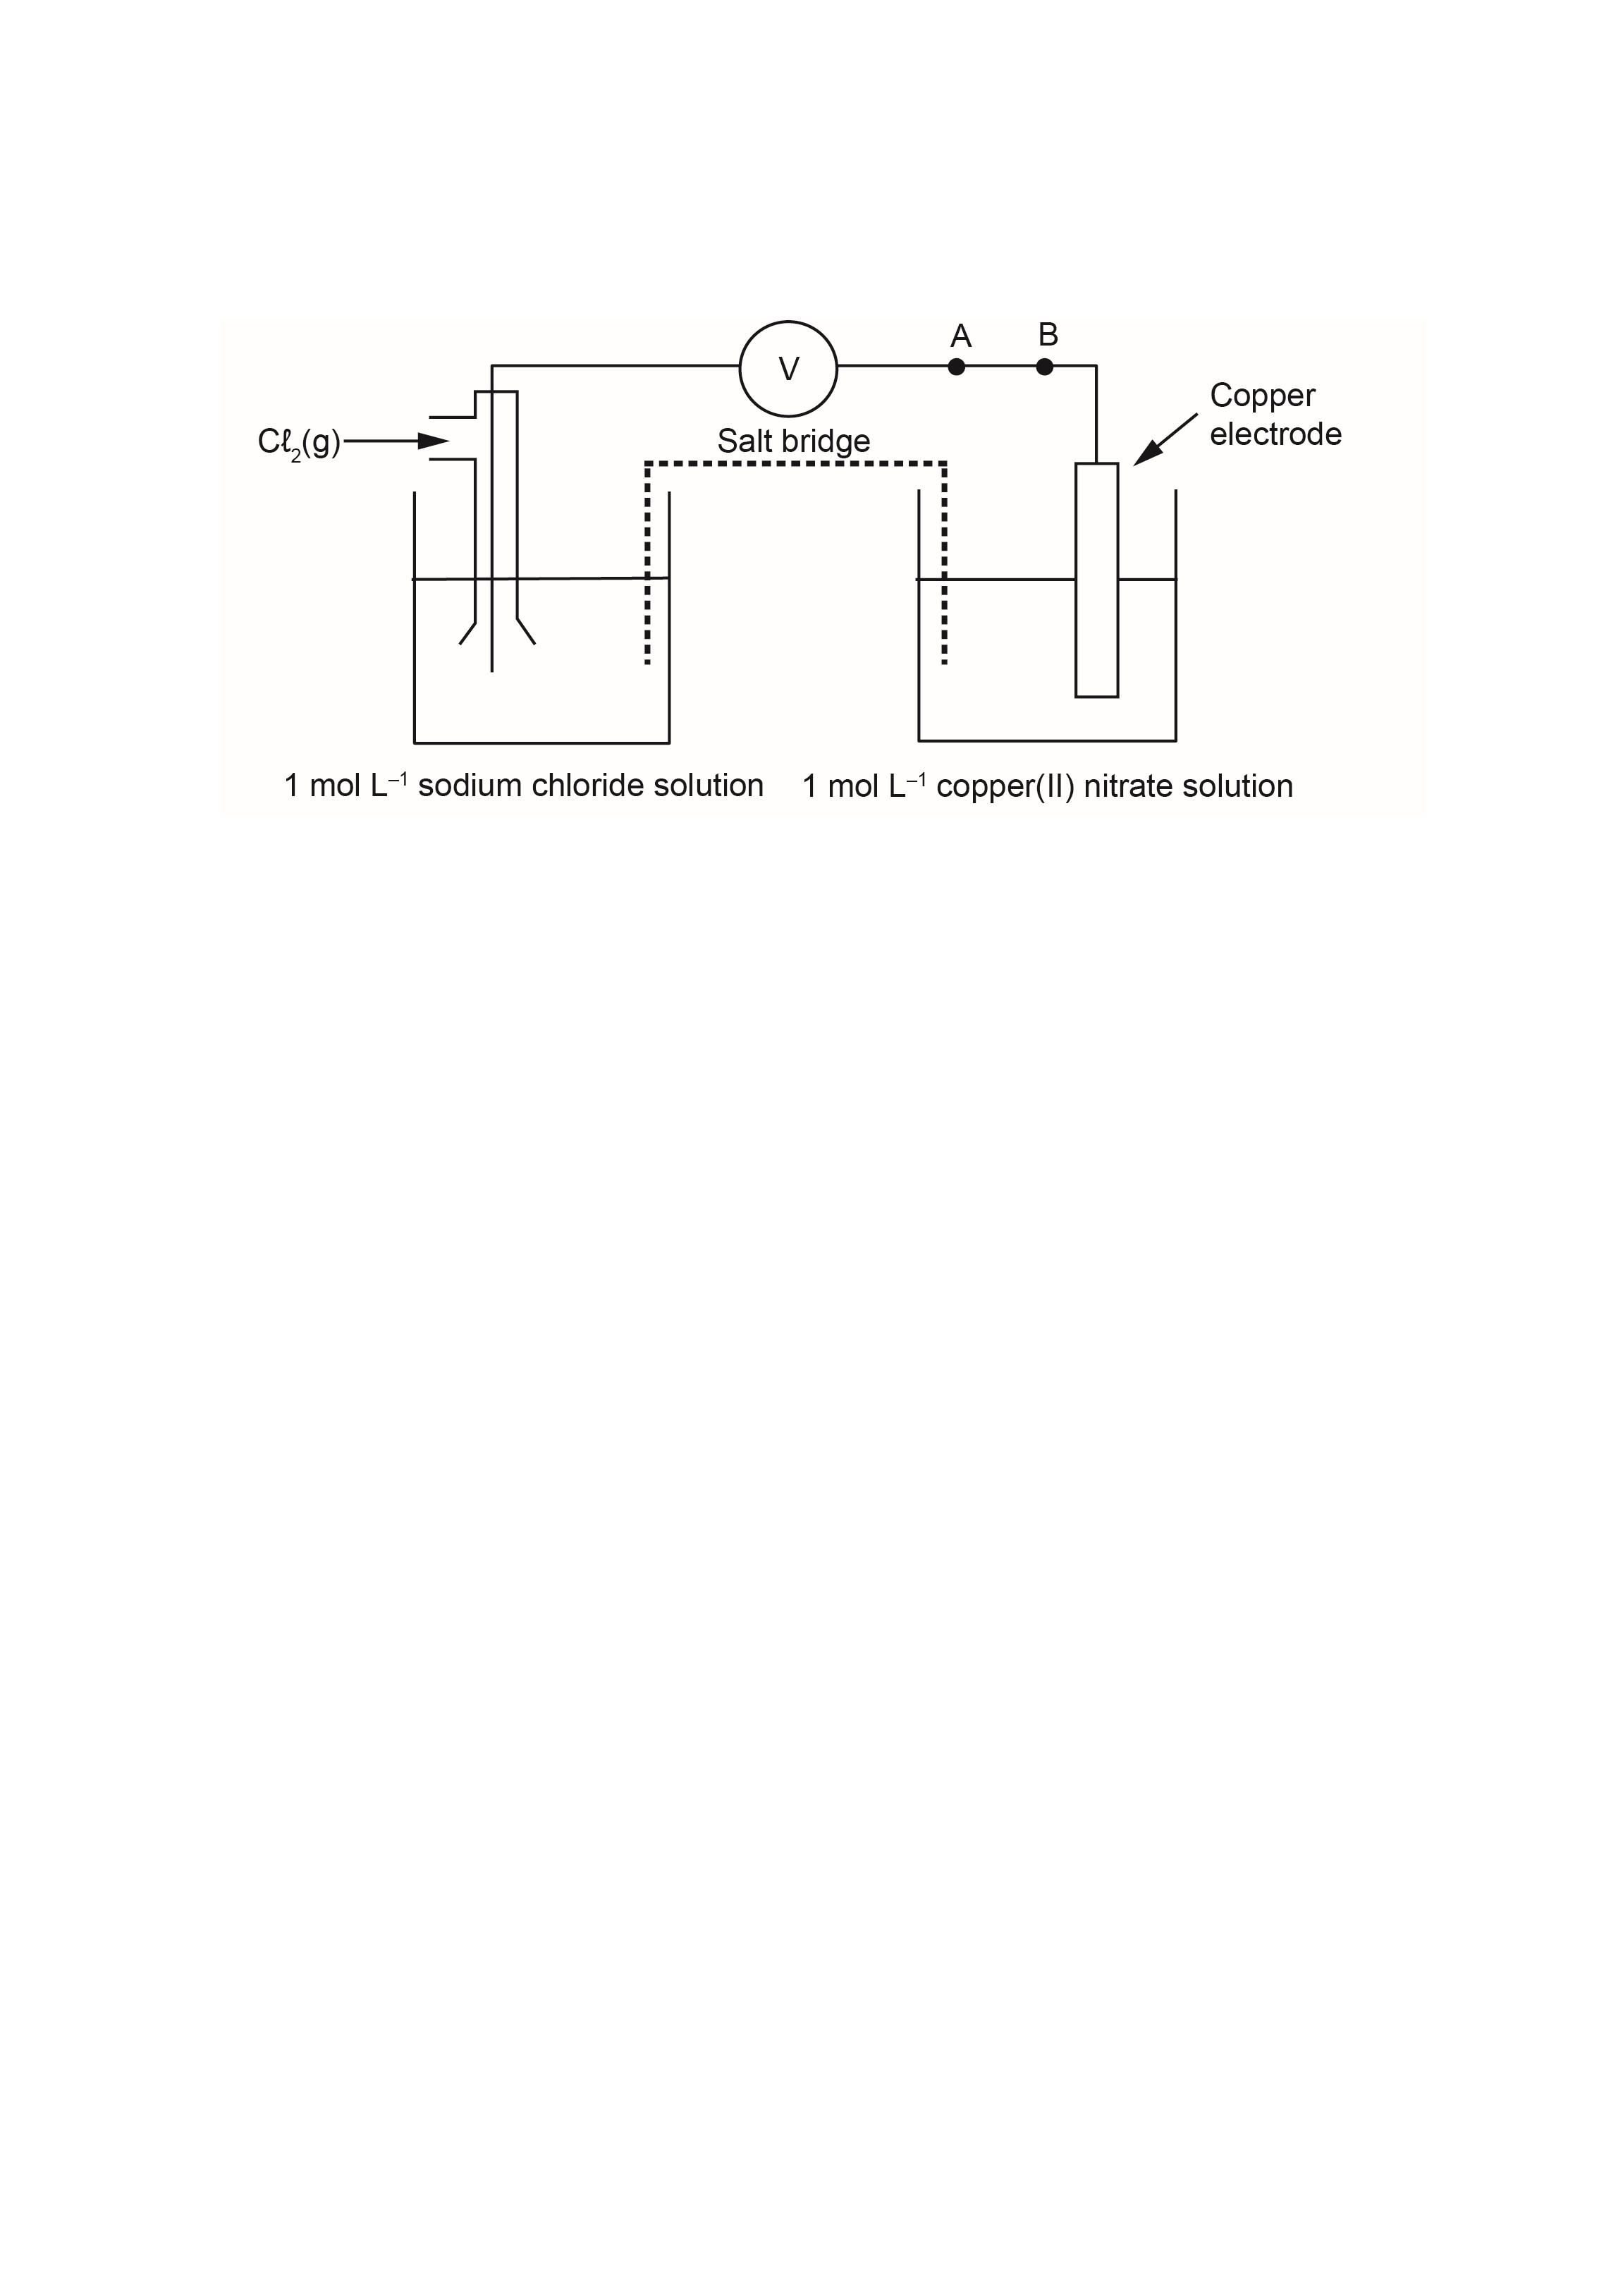 A
B
V
Copper
electrode
Cℓ₂(g)
Salt bridge
1 mol L⁻¹ sodium chloride solution
1 mol L⁻¹ copper(II) nitrate solution